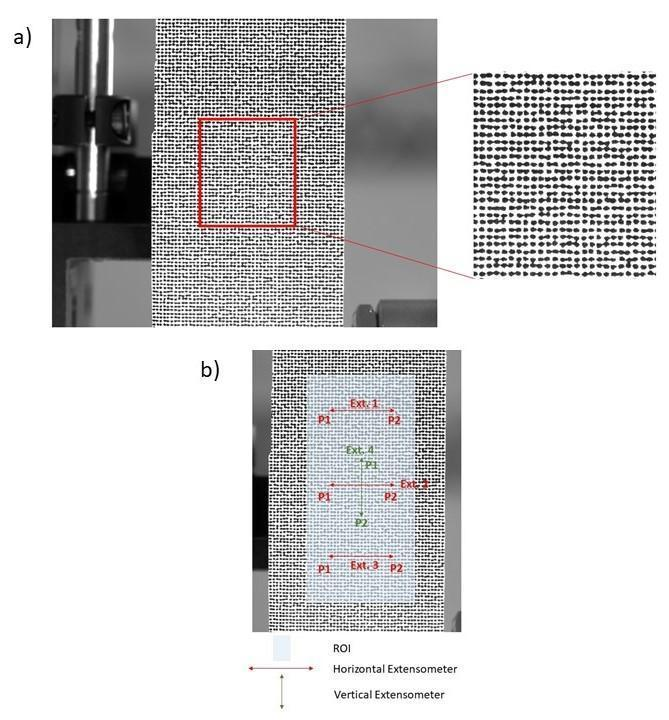 a)
b)
Ext. 1
P1
P2
Ext. 4
P1
Ext. 2
P1
P2
P2
Ext. 3
P1
P2
ROI
Horizontal Extensometer
Vertical Extensometer